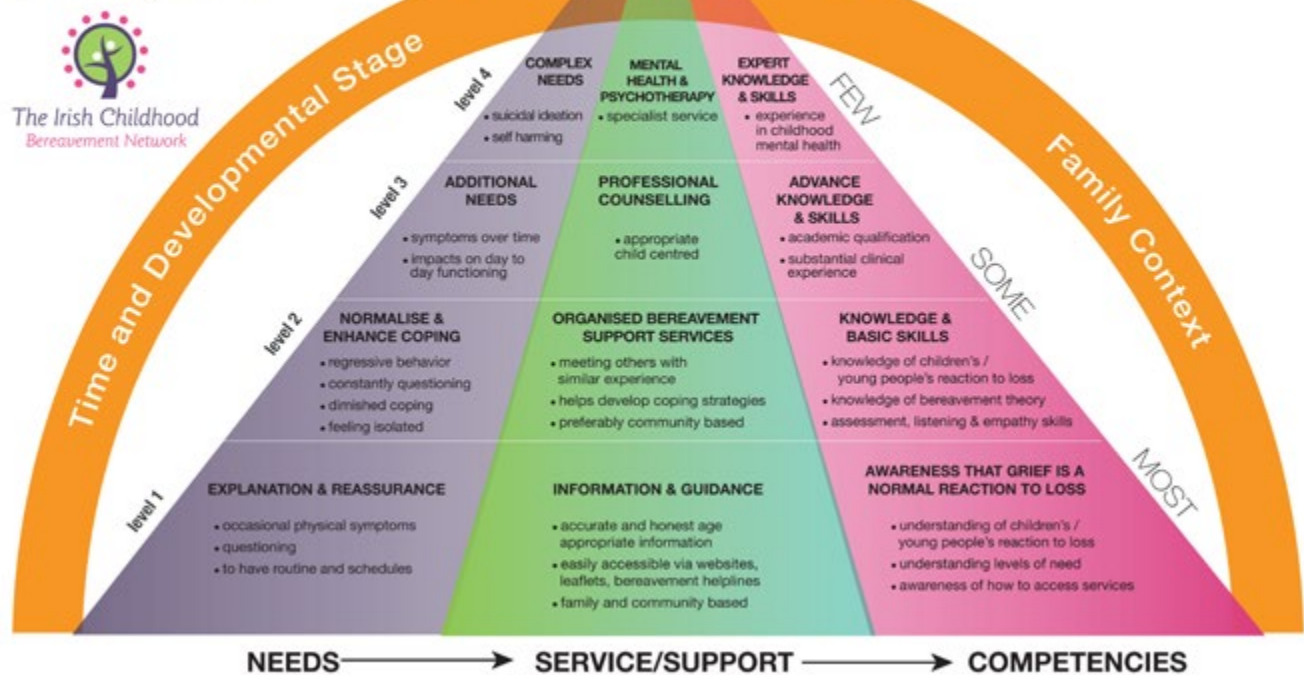 The Irish Childhood
Bereavement Network
Time and Developmental Stage
Family Context
level 4
COMPLEX
NEEDS
• suicidal ideation
• self harming
MENTAL
HEALTH &
PSYCHOTHERAPY
• specialist service
EXPERT
KNOWLEDGE
& SKILLS
• experience
in childhood
mental health
FEW
level 3
ADDITIONAL
NEEDS
• symptoms over time
• impacts on day to
day functioning
PROFESSIONAL
COUNSELLING
• appropriate
child centred
ADVANCE
KNOWLEDGE
& SKILLS
• academic qualification
• substantial clinical
experience
SOME
level 2
NORMALISE &
ENHANCE COPING
• regressive behavior
• constantly questioning
• dimished coping
• feeling isolated
ORGANISED BEREAVEMENT
SUPPORT SERVICES
• meeting others with
similar experience
• helps develop coping strategies
• preferably community based
KNOWLEDGE &
BASIC SKILLS
• knowledge of children's /
young people's reaction to loss
• knowledge of bereavement theory
• assessment, listening & empathy skills
MOST
level 1
EXPLANATION & REASSURANCE
• occasional physical symptoms
• questioning
• to have routine and schedules
INFORMATION & GUIDANCE
• accurate and honest age
appropriate information
• easily accessible via websites,
leaflets, bereavement helplines
• family and community based
AWARENESS THAT GRIEF IS A
NORMAL REACTION TO LOSS
• understanding of children's /
young people's reaction to loss
• understanding levels of need
• awareness of how to access services
NEEDS → SERVICE/SUPPORT → COMPETENCIES